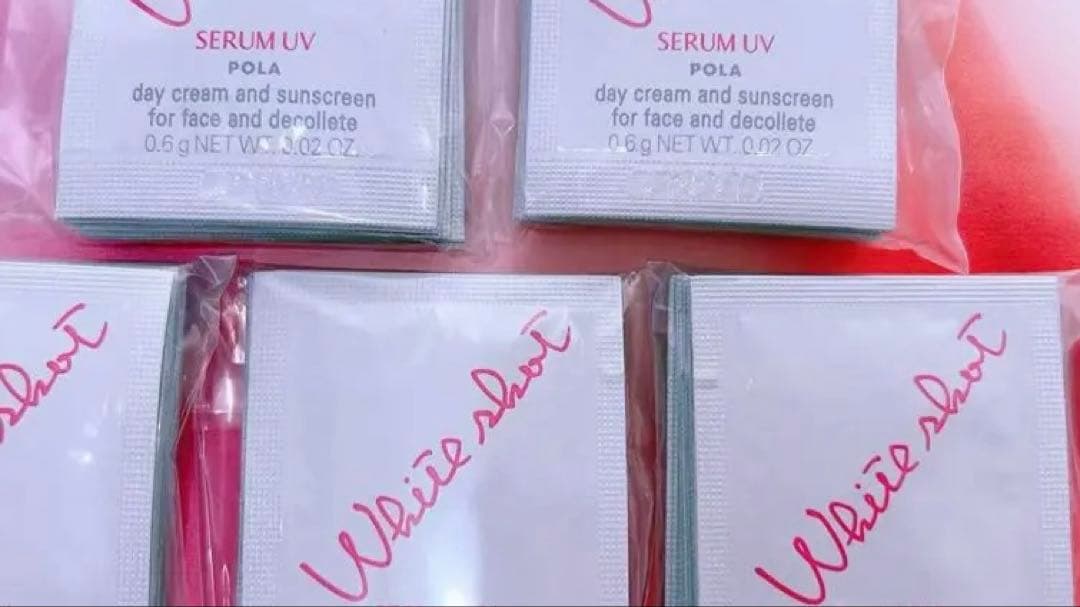 SERUM UV
POLA
day cream and sunscreen
for face and decollete
0.6 g NET WT. 0.02 OZ.
SERUM UV
POLA
day cream and sunscreen
for face and decollete
0.6 g NET WT. 0.02 OZ.
shot
White shot
White shot